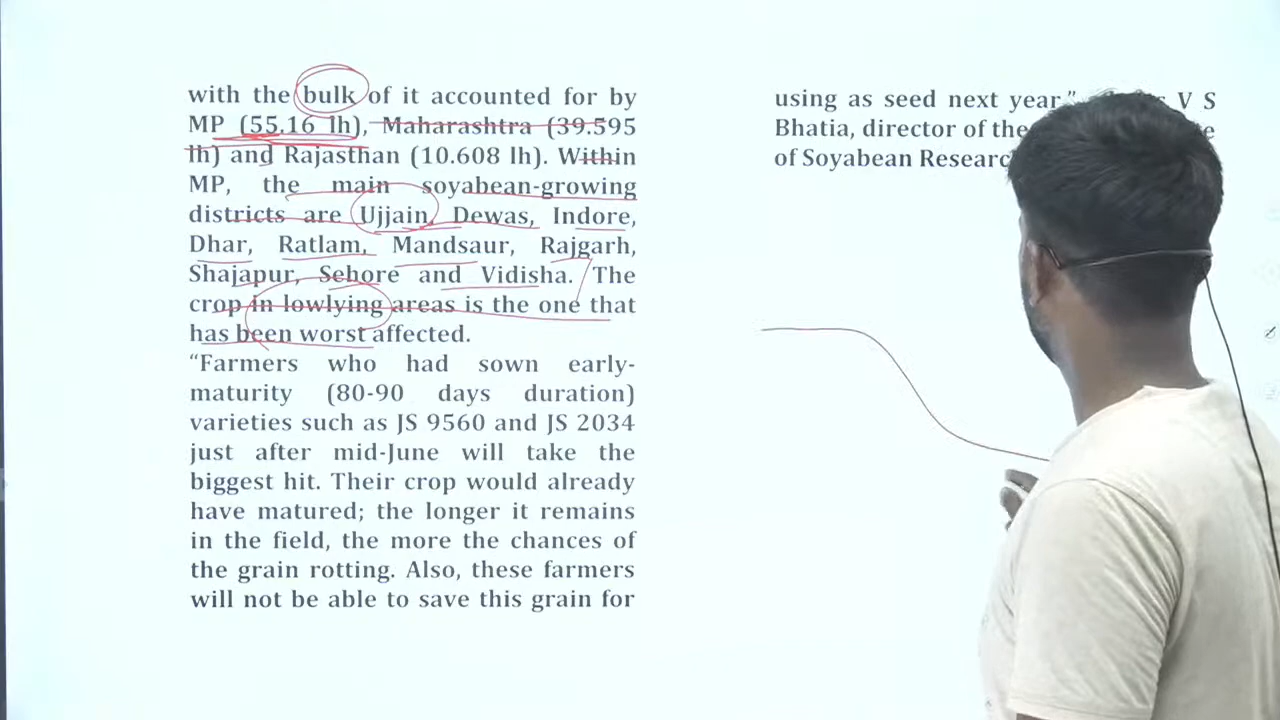 with the bulk of it accounted for by
MP (55.16 lh), Maharashtra (39.595
lh) and Rajasthan (10.608 lh). Within
MP, the main soyabean-growing
districts are Ujjain, Dewas, Indore,
Dhar, Ratlam, Mandsaur, Rajgarh,
Shajapur, Sehore and Vidisha. The
crop in lowlying areas is the one that
has been worst affected.
“Farmers who had sown early-
maturity (80-90 days duration)
varieties such as JS 9560 and JS 2034
just after mid-June will take the
biggest hit. Their crop would already
have matured; the longer it remains
in the field, the more the chances of
the grain rotting. Also, these farmers
will not be able to save this grain for
using as seed next year,” V S
Bhatia, director of the
of Soyabean